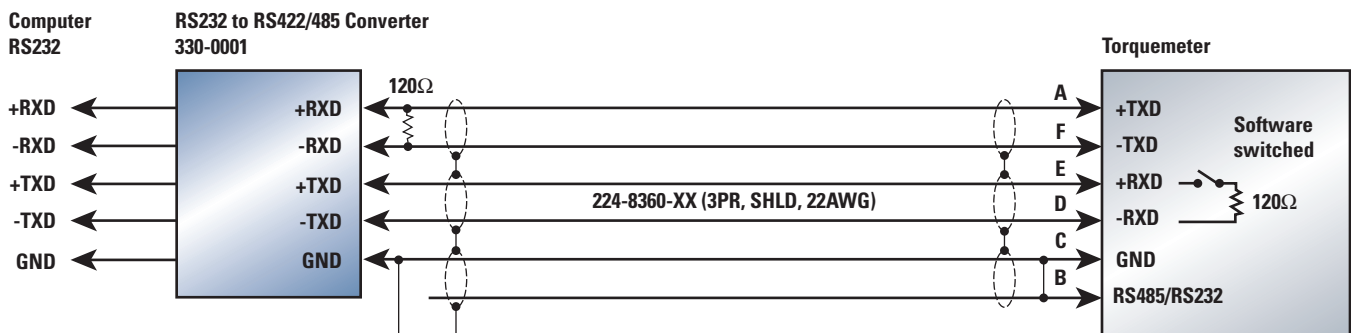 Computer
RS232
RS232 to RS422/485 Converter
330-0001
Torquemeter
120Ω
+RXD
+RXD
A
+TXD
-RXD
-RXD
F
-TXD
Software
switched
+TXD
+TXD
E
+RXD
224-8360-XX (3PR, SHLD, 22AWG)
120Ω
-TXD
-TXD
D
-RXD
GND
GND
C
GND
B
RS485/RS232